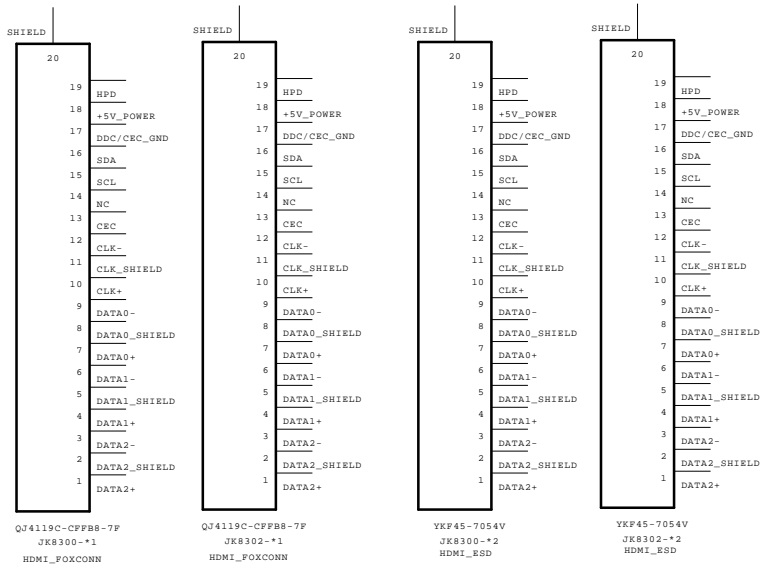 SHIELD
20
19
HPD
18
+5V_POWER
17
DDC/CEC_GND
16
SDA
15
SCL
14
NC
13
CEC
12
CLK-
11
CLK_SHIELD
10
CLK+
9
DATA0-
8
DATA0_SHIELD
7
DATA0+
6
DATA1-
5
DATA1_SHIELD
4
DATA1+
3
DATA2-
2
DATA2_SHIELD
1
DATA2+
QJ4119C-CFFB8-7F
JK8300-*1
HDMI_FOXCONN
SHIELD
20
19
HPD
18
+5V_POWER
17
DDC/CEC_GND
16
SDA
15
SCL
14
NC
13
CEC
12
CLK-
11
CLK_SHIELD
10
CLK+
9
DATA0-
8
DATA0_SHIELD
7
DATA0+
6
DATA1-
5
DATA1_SHIELD
4
DATA1+
3
DATA2-
2
DATA2_SHIELD
1
DATA2+
QJ4119C-CFFB8-7F
JK8302-*1
HDMI_FOXCONN
SHIELD
20
19
HPD
18
+5V_POWER
17
DDC/CEC_GND
16
SDA
15
SCL
14
NC
13
CEC
12
CLK-
11
CLK_SHIELD
10
CLK+
9
DATA0-
8
DATA0_SHIELD
7
DATA0+
6
DATA1-
5
DATA1_SHIELD
4
DATA1+
3
DATA2-
2
DATA2_SHIELD
1
DATA2+
YKF45-7054V
JK8300-*2
HDMI_ESD
SHIELD
20
19
HPD
18
+5V_POWER
17
DDC/CEC_GND
16
SDA
15
SCL
14
NC
13
CEC
12
CLK-
11
CLK_SHIELD
10
CLK+
9
DATA0-
8
DATA0_SHIELD
7
DATA0+
6
DATA1-
5
DATA1_SHIELD
4
DATA1+
3
DATA2-
2
DATA2_SHIELD
1
DATA2+
YKF45-7054V
JK8302-*2
HDMI_ESD